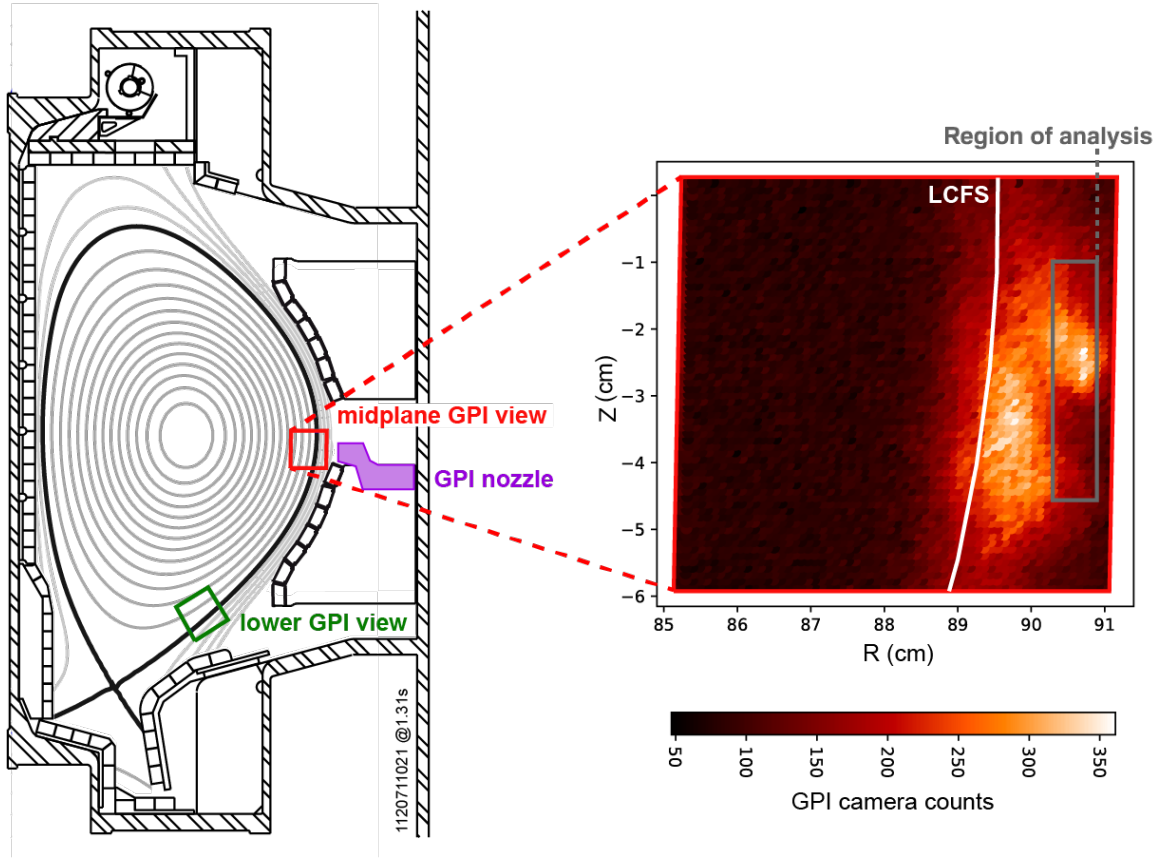 midplane GPI view
GPI nozzle
lower GPI view
1120711021 @1.31s
Region of analysis
LCFS
Z (cm)
−1
−2
−3
−4
−5
−6
85 86 87 88 89 90 91
R (cm)
50 100 150 200 250 300 350
GPI camera counts